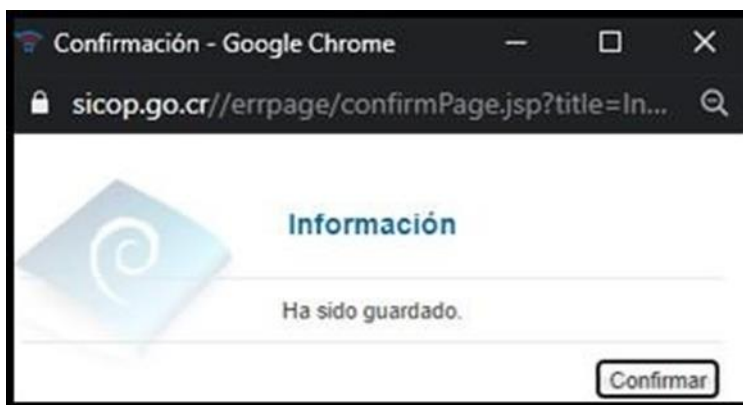 Confirmación - Google Chrome
sicop.go.cr//errpage/confirmPage.jsp?title=In...
Información
Ha sido guardado.
Confirmar